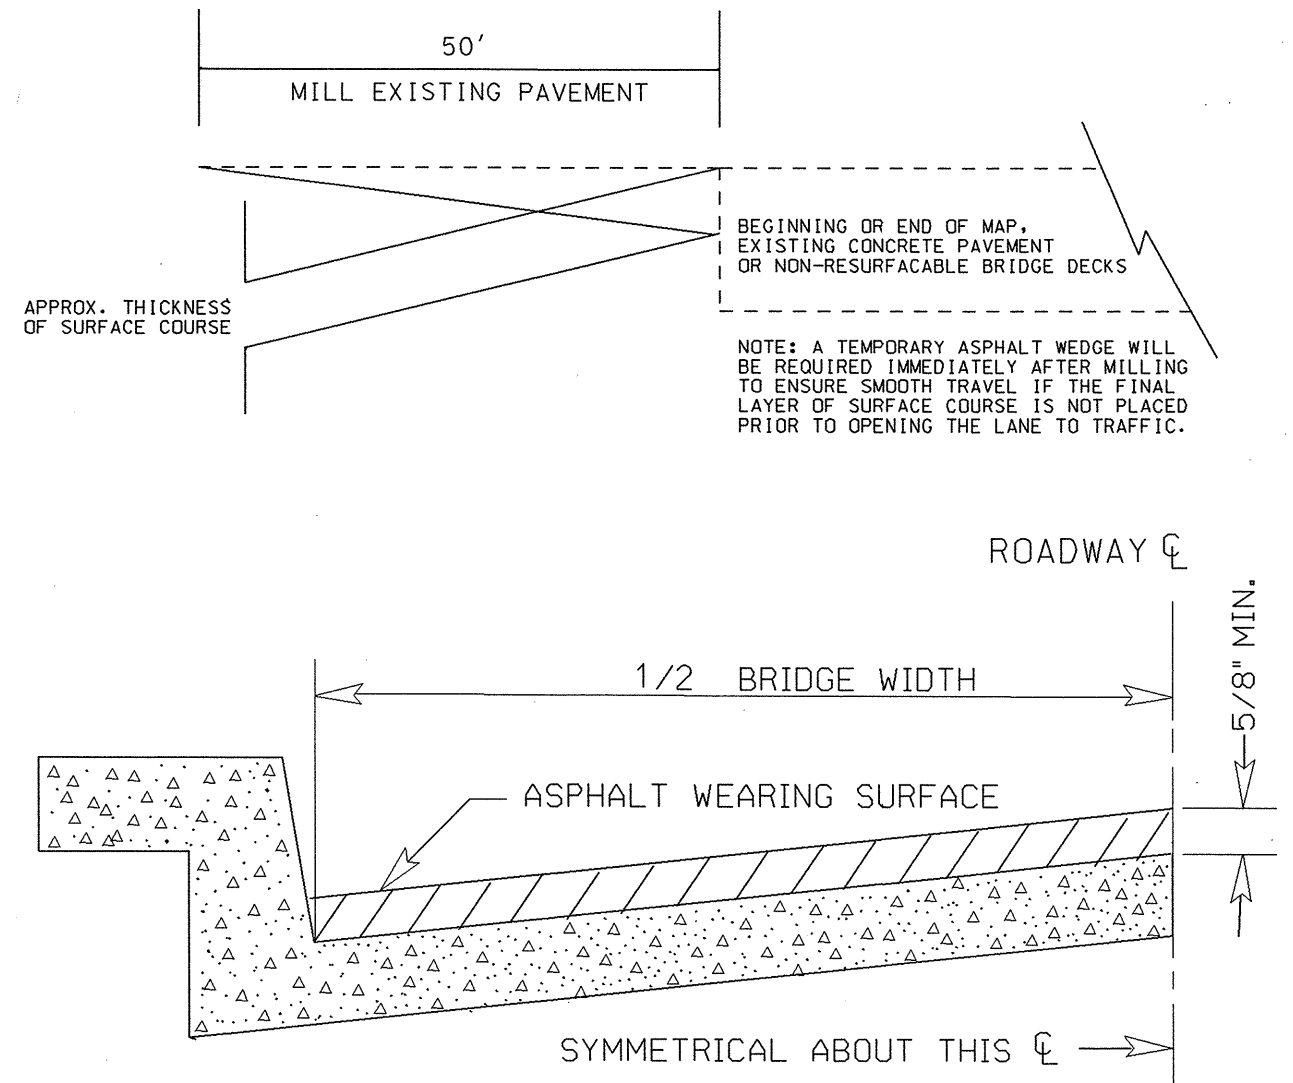 50'
MILL EXISTING PAVEMENT
BEGINNING OR END OF MAP,
EXISTING CONCRETE PAVEMENT
OR NON-RESURFACABLE BRIDGE DECKS
APPROX. THICKNESS
OF SURFACE COURSE
NOTE: A TEMPORARY ASPHALT WEDGE WILL
BE REQUIRED IMMEDIATELY AFTER MILLING
TO ENSURE SMOOTH TRAVEL IF THE FINAL
LAYER OF SURFACE COURSE IS NOT PLACED
PRIOR TO OPENING THE LANE TO TRAFFIC.
ROADWAY ℄
5/8" MIN.
1/2 BRIDGE WIDTH
ASPHALT WEARING SURFACE
SYMMETRICAL ABOUT THIS ℄